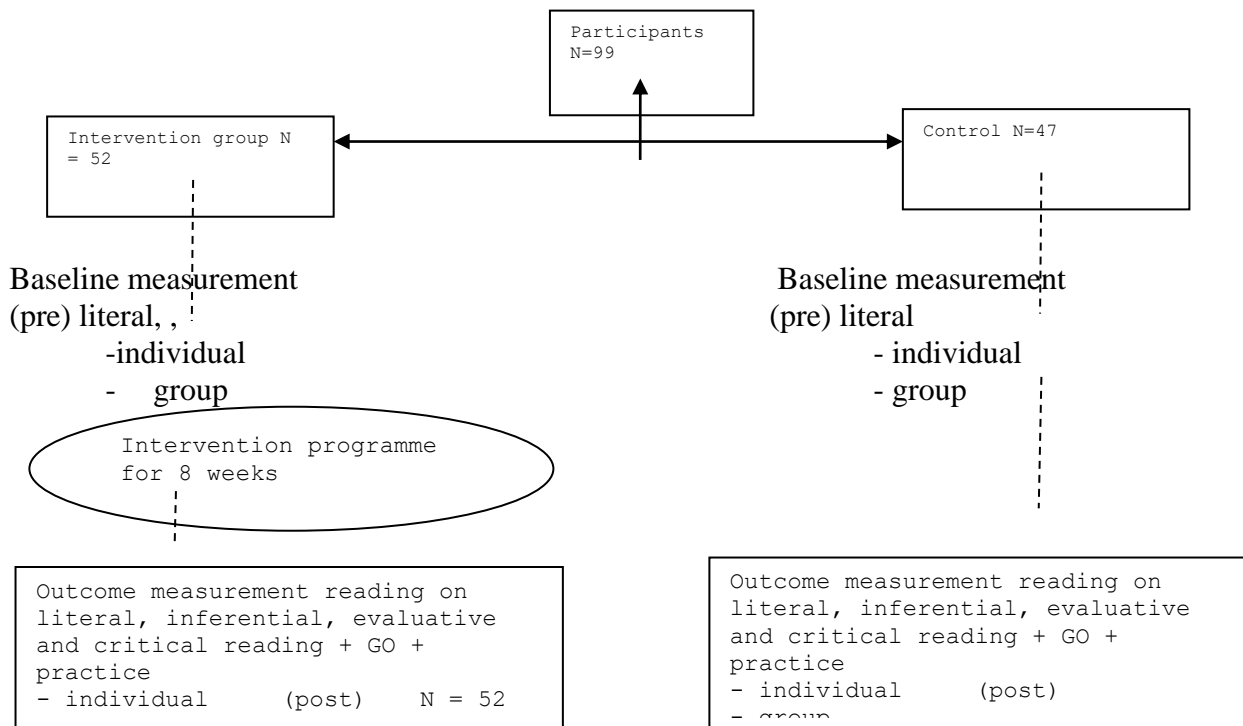 Participants
N=99
Intervention group N
= 52
Control N=47
Baseline measurement
(pre) literal, ,
-individual
- group
Baseline measurement
(pre) literal
- individual
- group
Intervention programme
for 8 weeks
Outcome measurement reading on
literal, inferential, evaluative
and critical reading + GO +
practice
- individual (post) N = 52
Outcome measurement reading on
literal, inferential, evaluative
and critical reading + GO +
practice
- individual (post)
- group